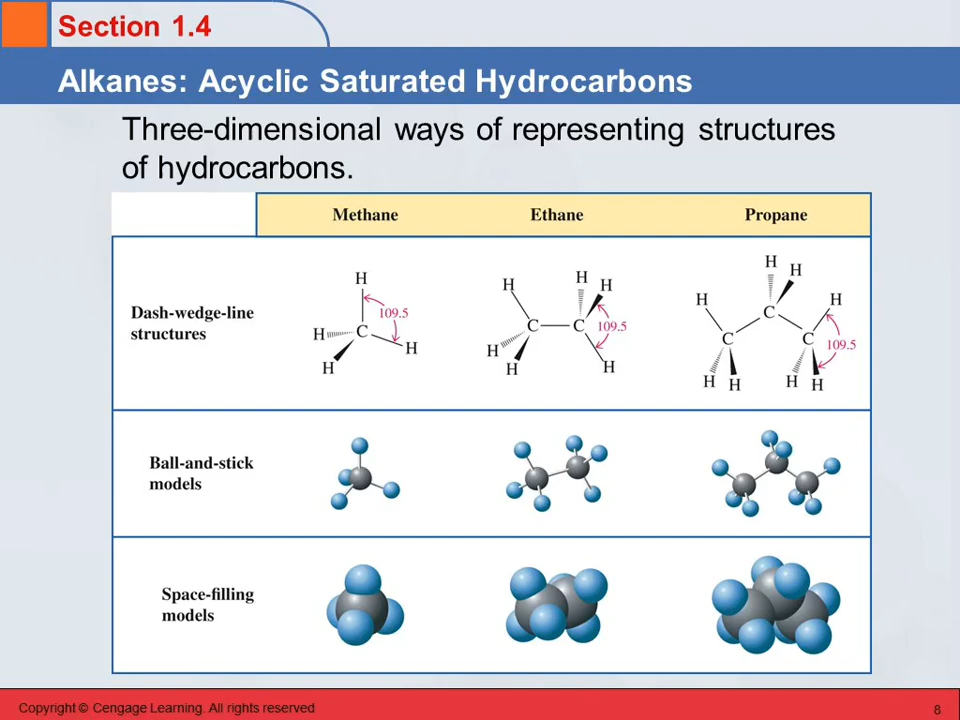 Section 1.4
Alkanes: Acyclic Saturated Hydrocarbons
Three-dimensional ways of representing structures
of hydrocarbons.
Methane Ethane Propane
Dash-wedge-line
structures
H
109.5
H C H
H
H H H
C C 109.5
H H H
H H
H H
C
C C 109.5
H H H H
Ball-and-stick
models
Space-filling
models
Copyright © Cengage Learning. All rights reserved
8